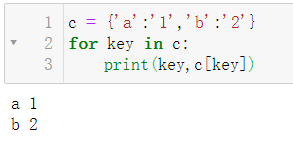 1 c = {'a':'1','b':'2'}
2 for key in c:
3     print(key,c[key])
a 1
b 2